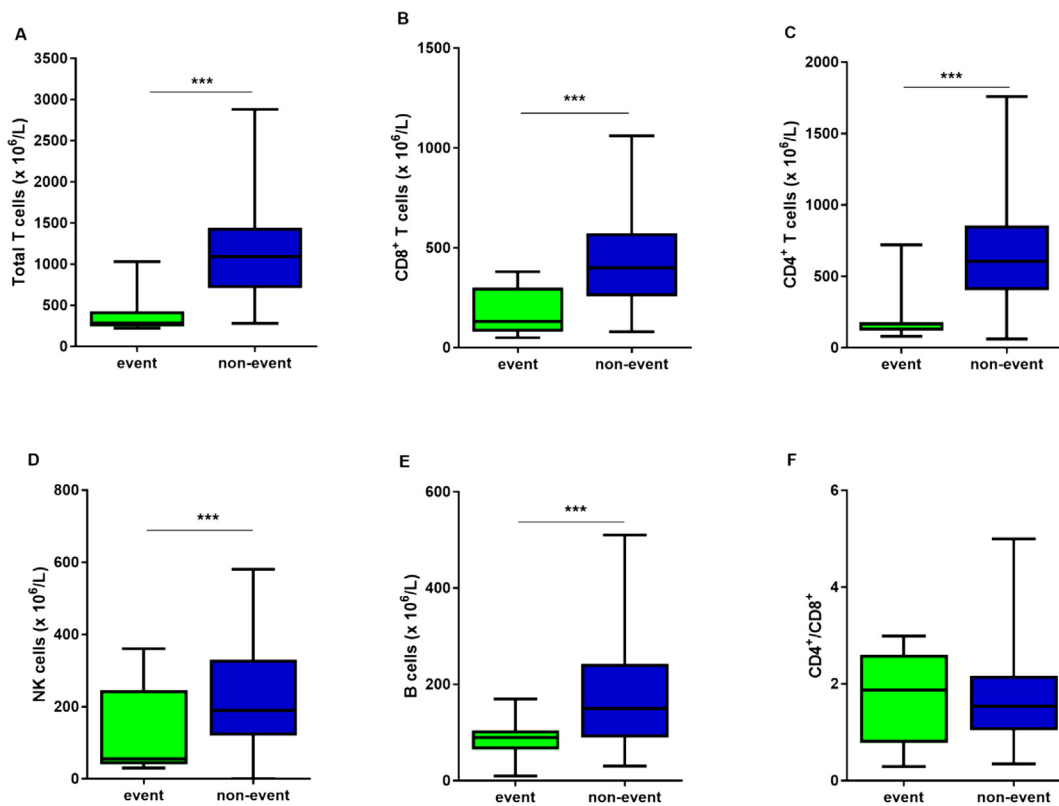 A
Total T cells (x 10⁶/L)
3500
3000
2500
2000
1500
1000
500
0
***
event non-event
B
CD8⁺ T cells (x 10⁶/L)
1500
1000
500
0
***
event non-event
C
CD4⁺ T cells (x 10⁶/L)
2000
1500
1000
500
0
***
event non-event
D
NK cells (x 10⁶/L)
800
600
400
200
0
***
event non-event
E
B cells (x 10⁶/L)
600
400
200
0
***
event non-event
F
CD4⁺/CD8⁺
6
4
2
0
event non-event